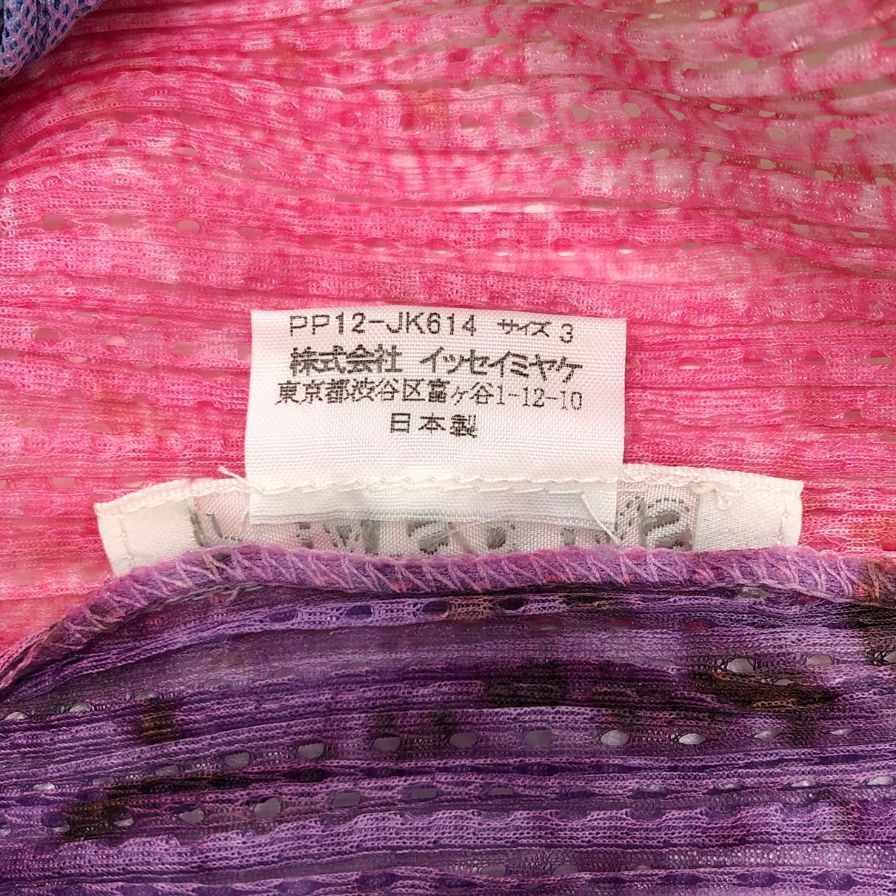 PP12-JK614 サイズ 3
株式会社 イッセイミヤケ
東京都渋谷区富ヶ谷1-12-10
日本製